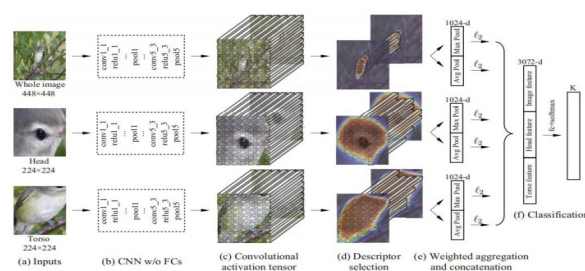 Whole image
448×448
conv1_1
relu1_1
...
pool1
...
conv5_3
relu5_3
pool5
1024-d
Avg Pool Max Pool
ℓ2
ℓ2
Head
224×224
conv1_1
relu1_1
...
pool1
...
conv5_3
relu5_3
pool5
1024-d
Avg Pool Max Pool
ℓ2
ℓ2
Torso
224×224
conv1_1
relu1_1
...
pool1
...
conv5_3
relu5_3
pool5
1024-d
Avg Pool Max Pool
ℓ2
ℓ2
3072-d
Image feature
Head feature
Torso feature
fc+softmax
K
(a) Inputs
(b) CNN w/o FCs
(c) Convolutional
activation tensor
(d) Descriptor
selection
(e) Weighted aggregation
and concatenation
(f) Classification